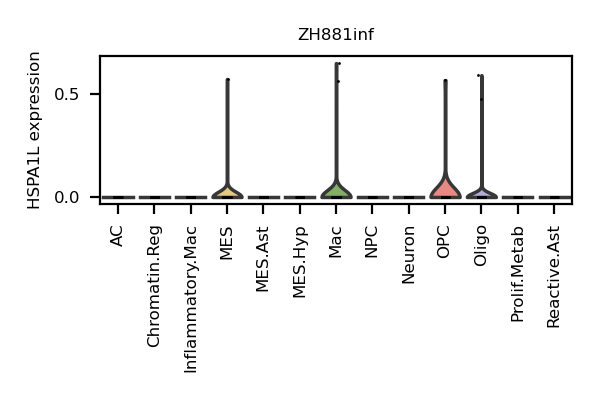 ZH881inf
HSPA1L expression
0.5
0.0
AC
Chromatin.Reg
Inflammatory.Mac
MES
MES.Ast
MES.Hyp
Mac
NPC
Neuron
OPC
Oligo
Prolif.Metab
Reactive.Ast